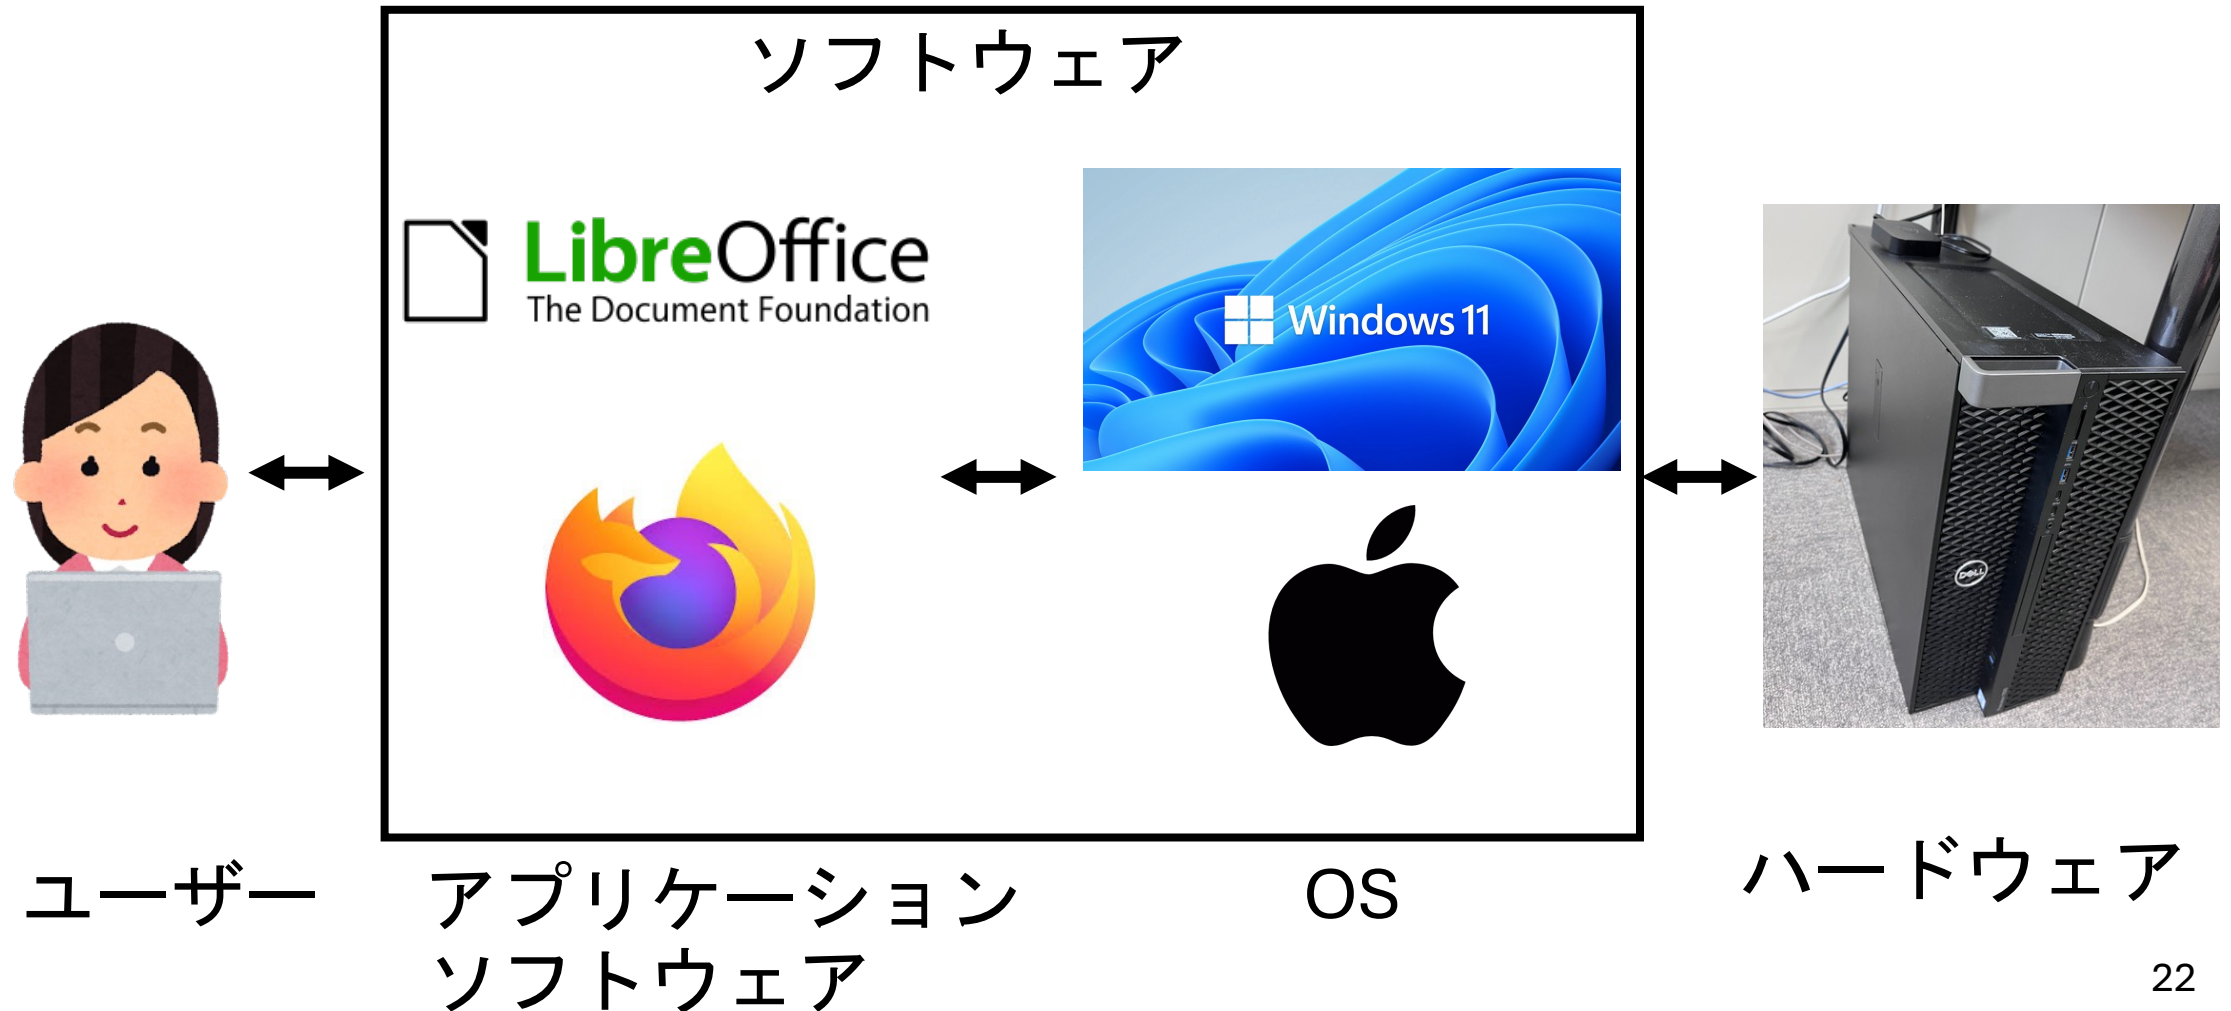 ソフトウェア
LibreOffice
The Document Foundation
Windows 11
DELL
ユーザー
アプリケーション
ソフトウェア
OS
ハードウェア
22